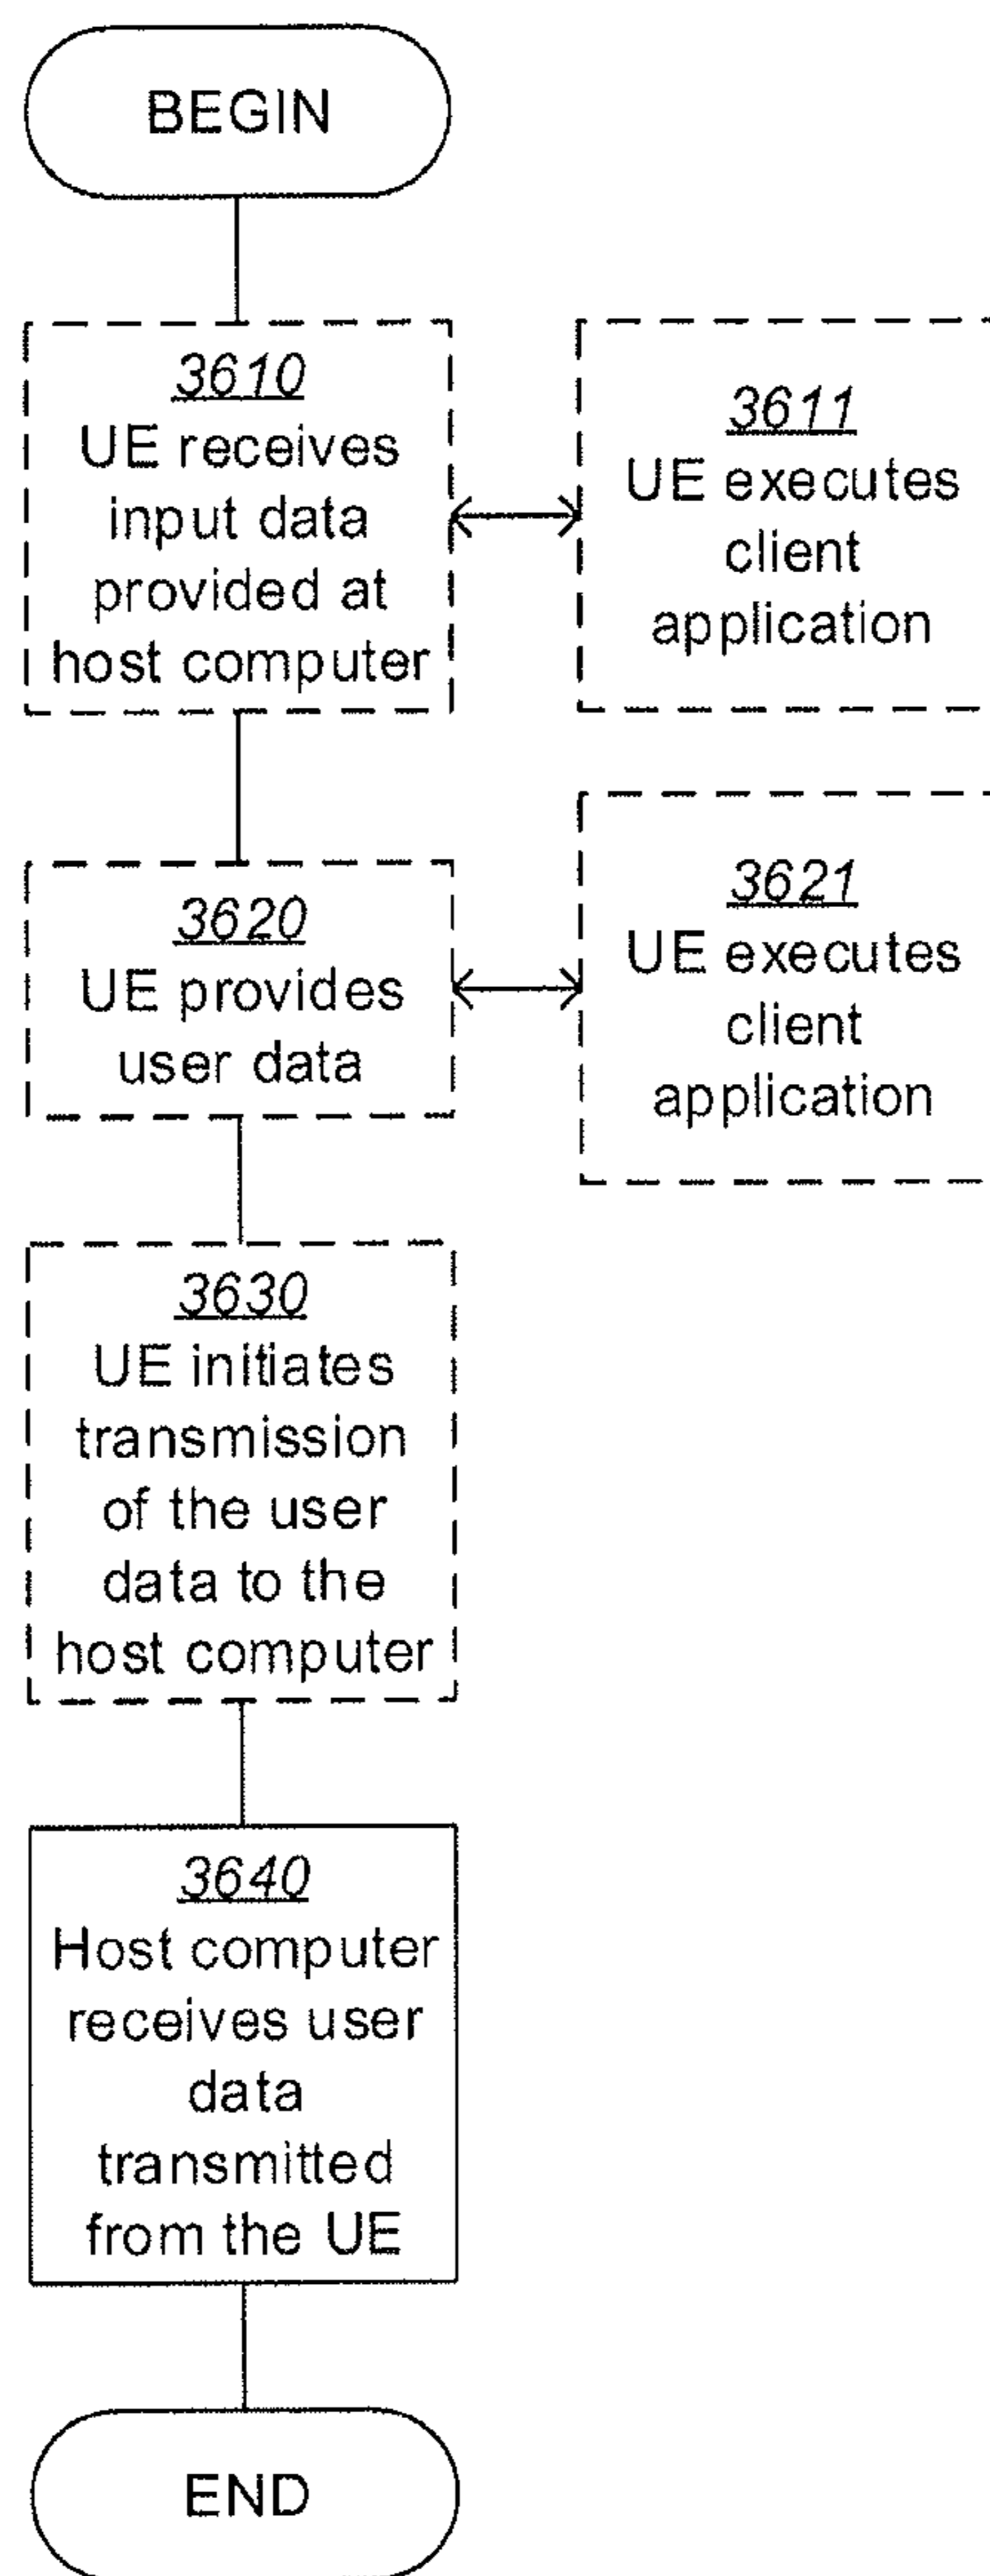 BEGIN
3610
UE receives
input data
provided at
host computer
3611
UE executes
client
application
3620
UE provides
user data
3621
UE executes
client
application
3630
UE initiates
transmission
of the user
data to the
host computer
3640
Host computer
receives user
data
transmitted
from the UE
END